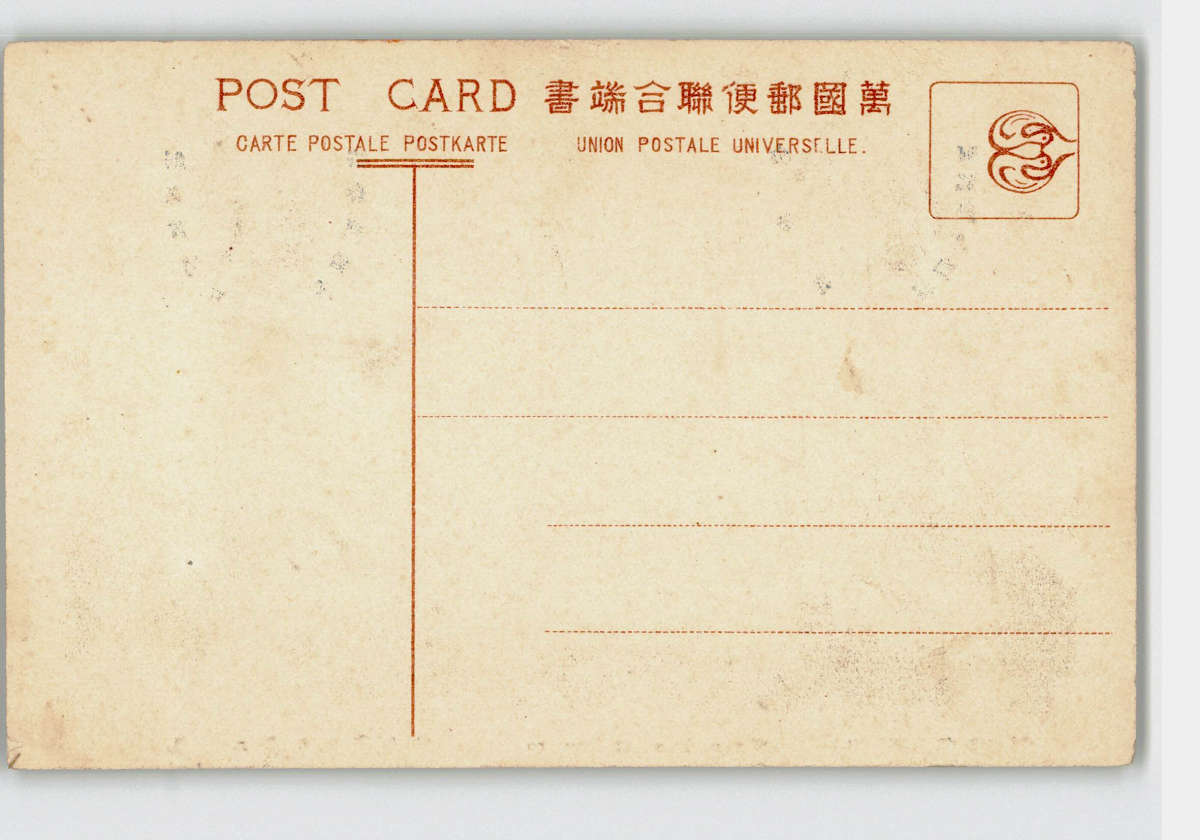 POST CARD 書端合聯便郵國萬
CARTE POSTALE POSTKARTE UNION POSTALE UNIVERSELLE.